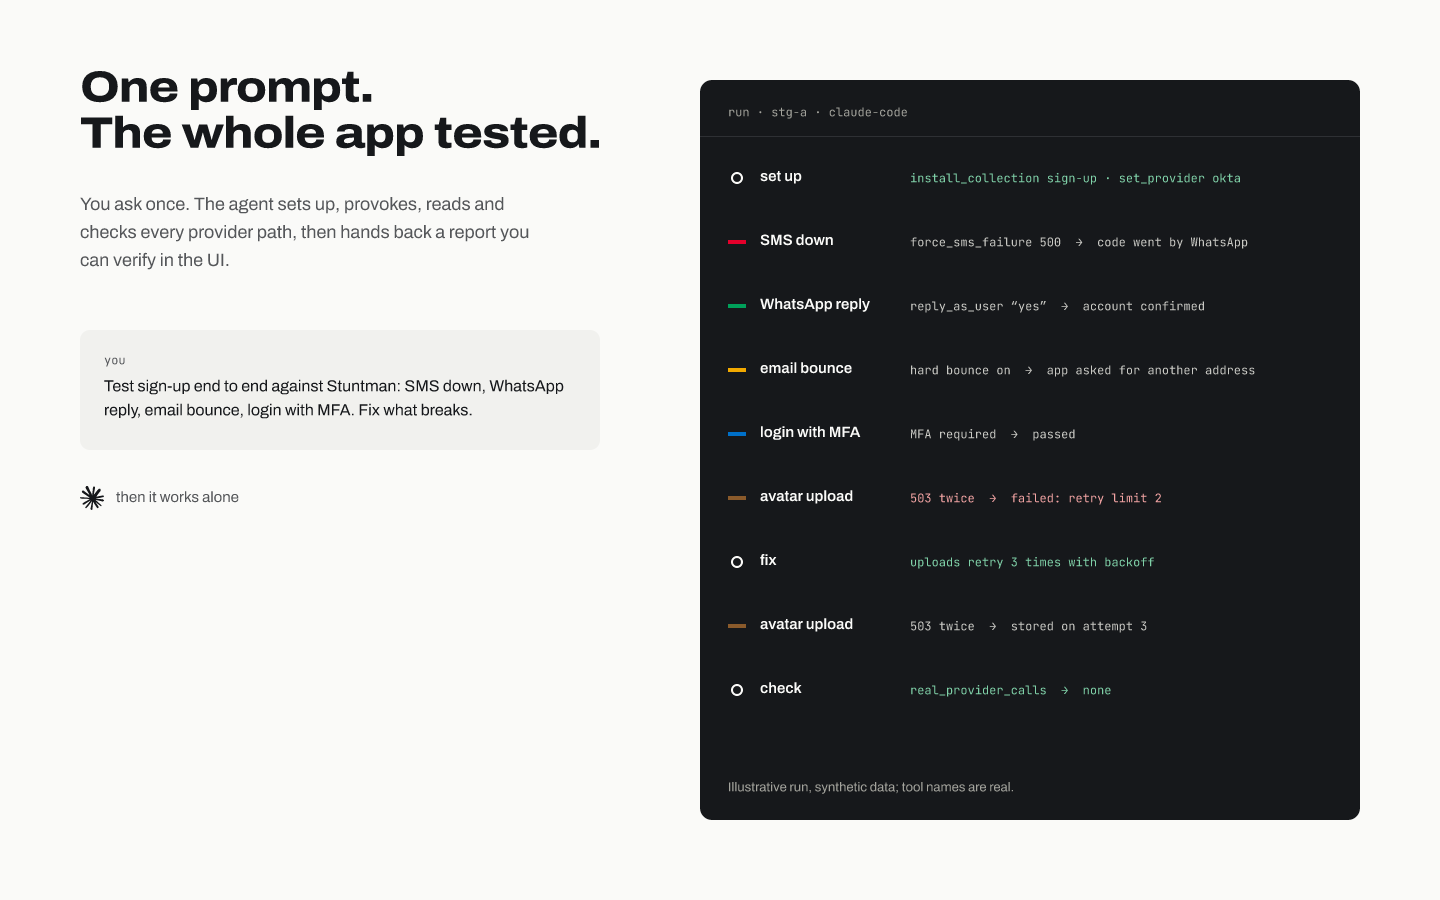 One prompt.
The whole app tested.
You ask once. The agent sets up, provokes, reads and
checks every provider path, then hands back a report you
can verify in the UI.
you
Test sign-up end to end against Stuntman: SMS down, WhatsApp
reply, email bounce, login with MFA. Fix what breaks.
then it works alone
run · stg-a · claude-code
set up install_collection sign-up · set_provider okta
SMS down force_sms_failure 500 → code went by WhatsApp
WhatsApp reply reply_as_user “yes” → account confirmed
email bounce hard bounce on → app asked for another address
login with MFA MFA required → passed
avatar upload 503 twice → failed: retry limit 2
fix uploads retry 3 times with backoff
avatar upload 503 twice → stored on attempt 3
check real_provider_calls → none
Illustrative run, synthetic data; tool names are real.